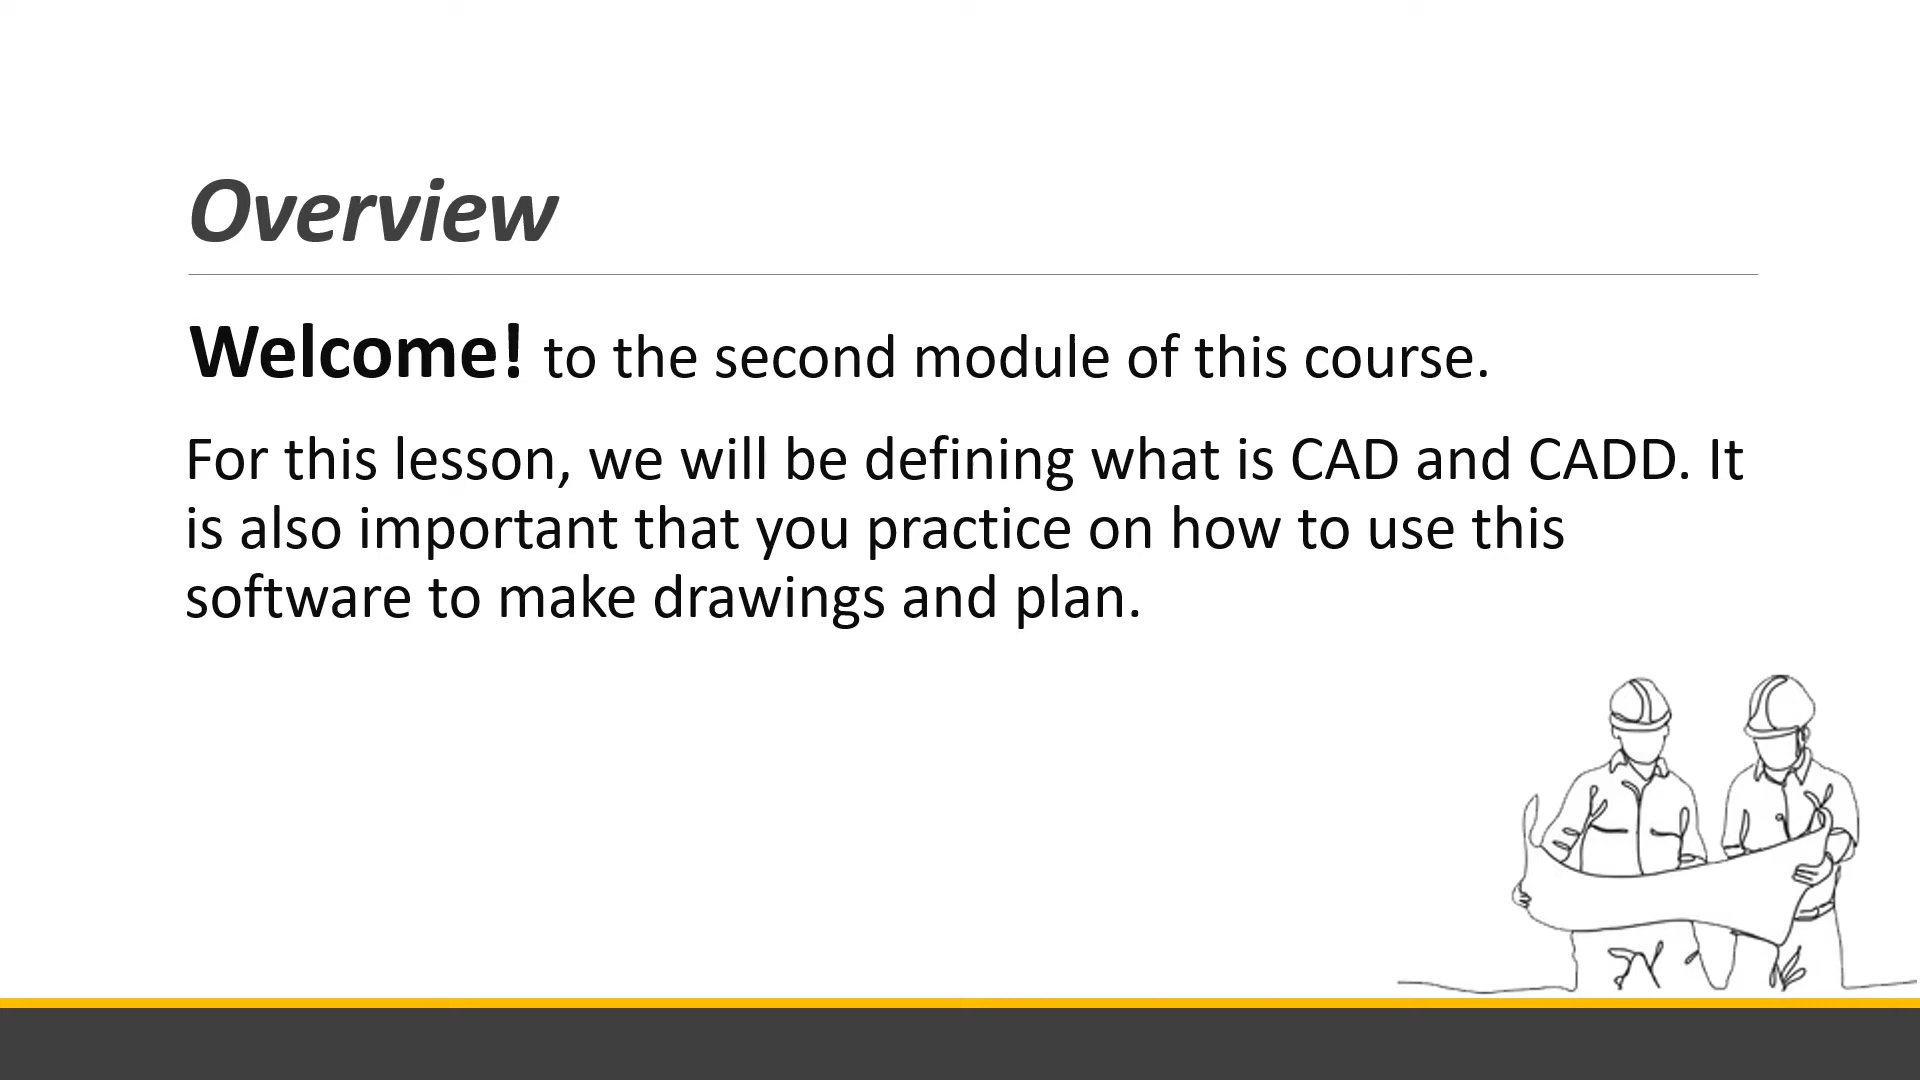 Overview
Welcome! to the second module of this course.
For this lesson, we will be defining what is CAD and CADD. It
is also important that you practice on how to use this
software to make drawings and plan.